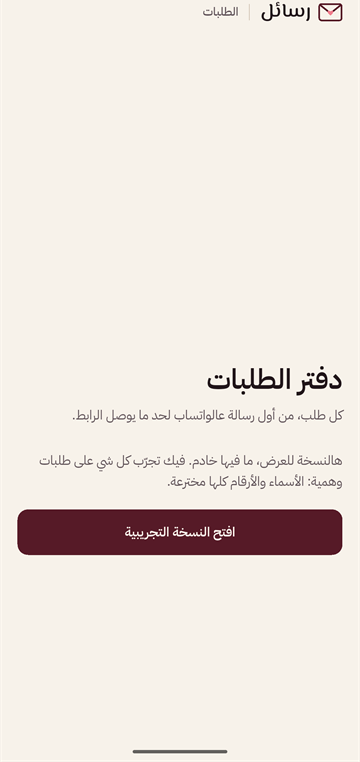 رسائل | الطلبات
دفتر الطلبات
كل طلب، من أول رسالة عالواتساب لحد ما يوصل الرابط.
هالنسخة للعرض، ما فيها خادم. فيك تجرّب كل شي على طلبات
وهمية: الأسماء والأرقام كلها مخترعة.
افتح النسخة التجريبية